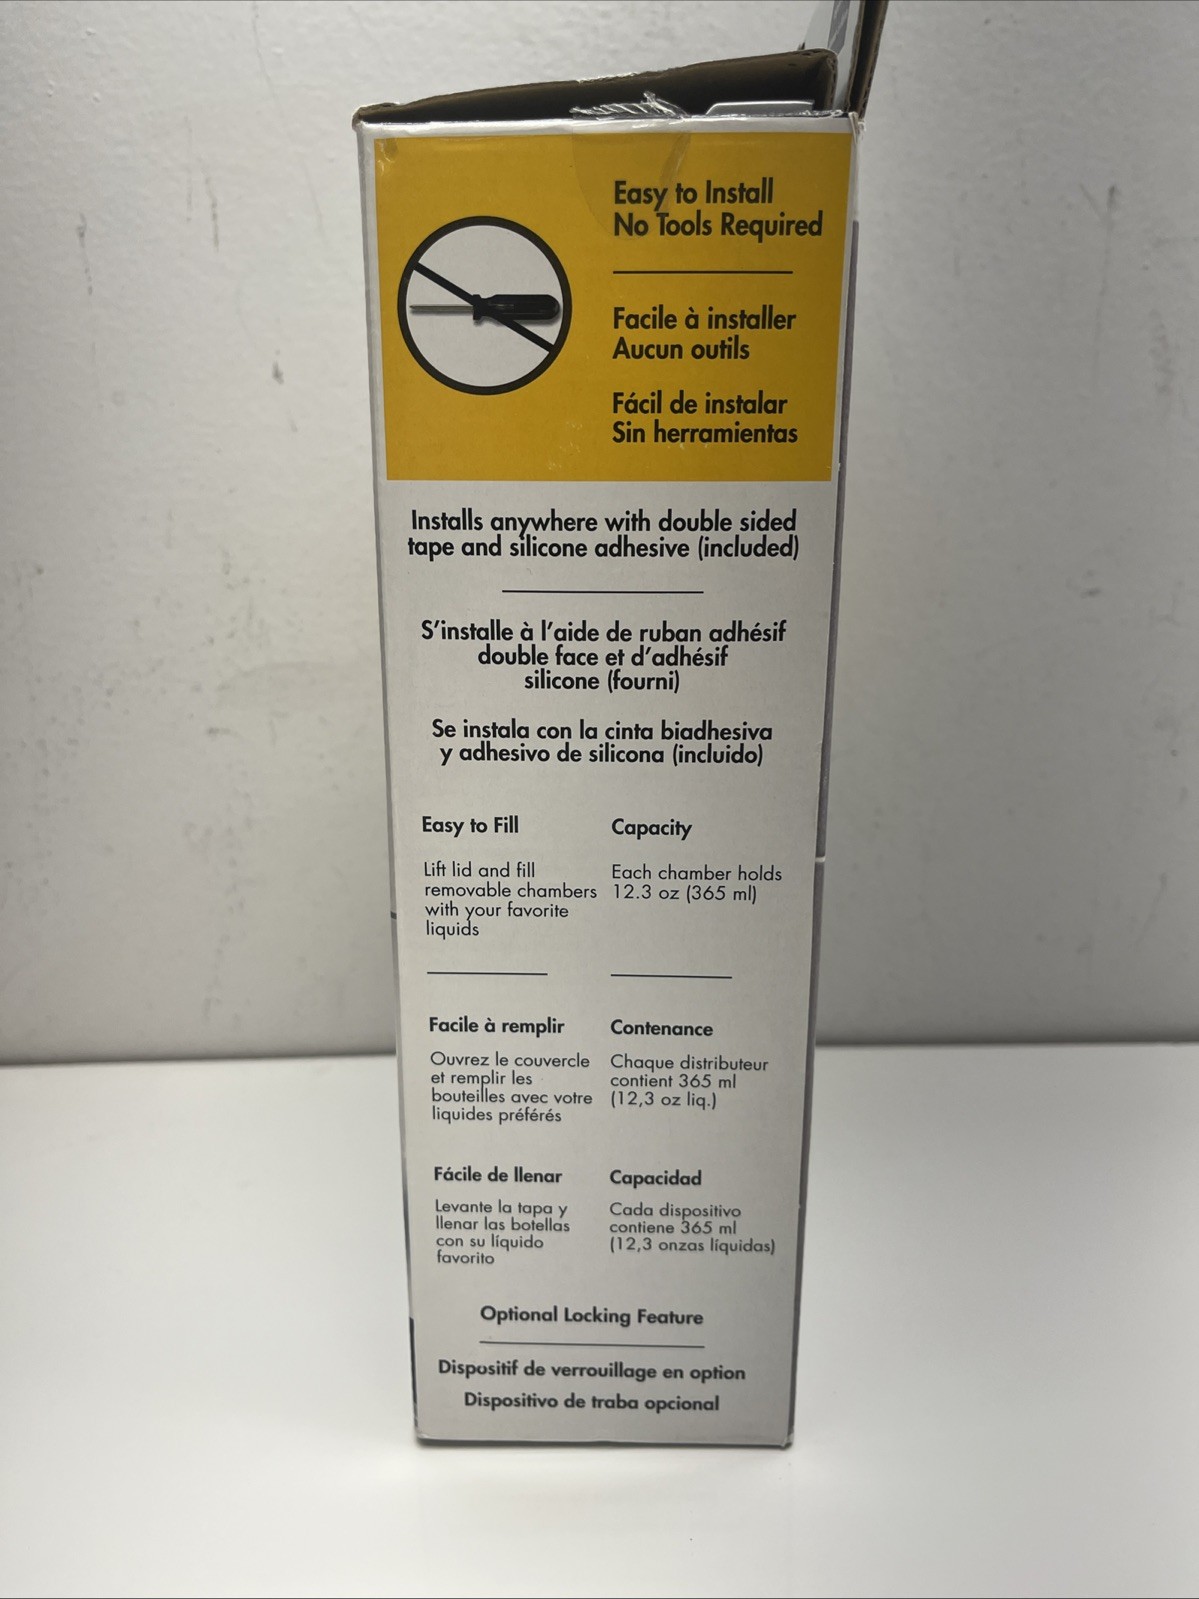 Easy to Install
No Tools Required
Facile à installer
Aucun outils
Fácil de instalar
Sin herramientas
Installs anywhere with double sided
tape and silicone adhesive (included)
S'installe à l'aide de ruban adhésif
double face et d'adhésif
silicone (fourni)
Se instala con la cinta biadhesiva
y adhesivo de silicona (incluido)
Easy to Fill
Lift lid and fill
removable chambers
with your favorite
liquids
Capacity
Each chamber holds
12.3 oz (365 ml)
Facile à remplir
Ouvrez le couvercle
et remplir les
bouteilles avec votre
liquides préférés
Contenance
Chaque distributeur
contient 365 ml
(12,3 oz liq.)
Fácile de llenar
Levante la tapa y
llenar las botellas
con su líquido
favorito
Capacidad
Cada dispositivo
contiene 365 ml
(12,3 onzas líquidas)
Optional Locking Feature
Dispositif de verrouillage en option
Dispositivo de traba opcional